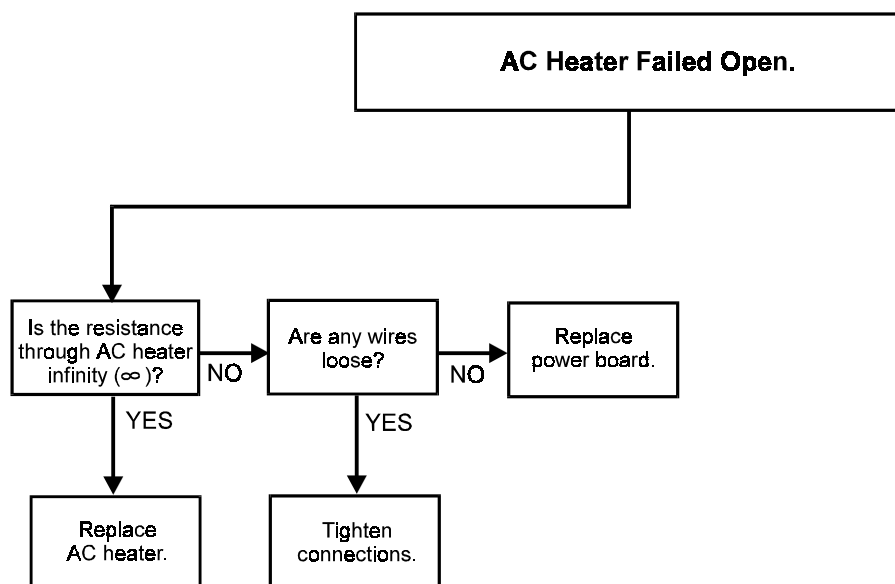 AC Heater Failed Open.
Is the resistance
through AC heater
infinity (∞)?
NO
Are any wires
loose?
NO
Replace
power board.
YES
YES
Replace
AC heater.
Tighten
connections.